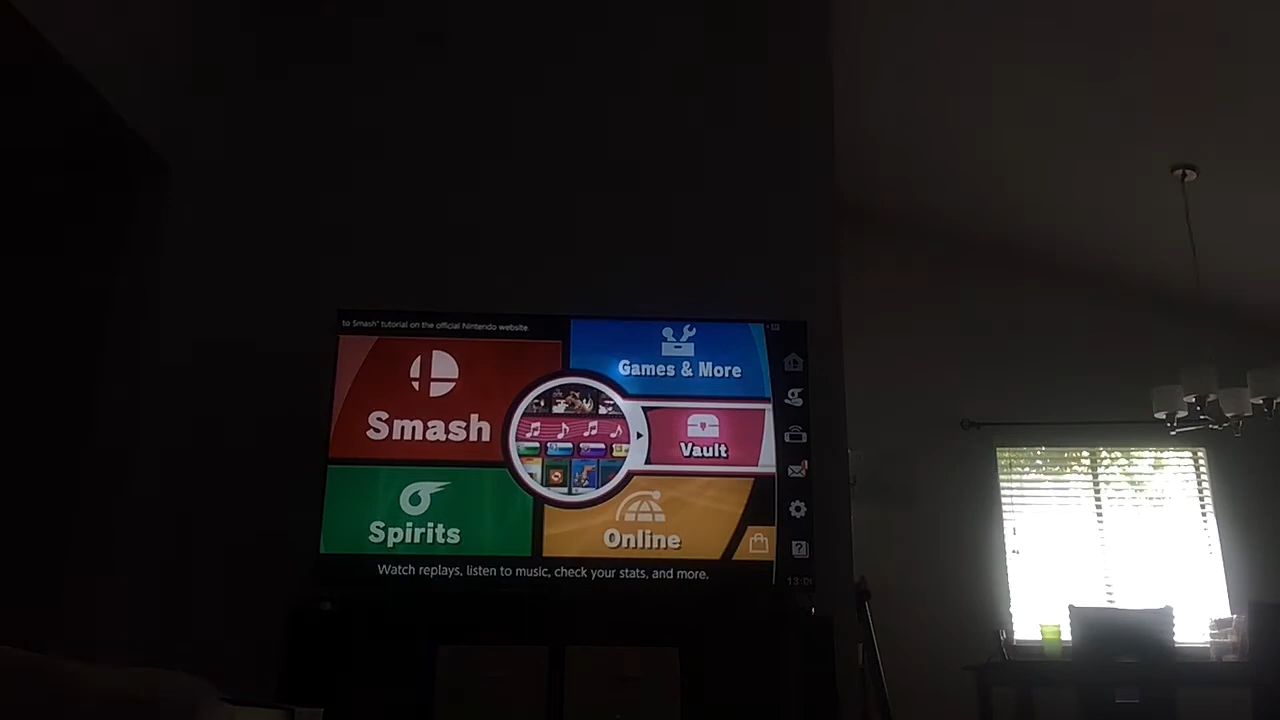 to Smash" tutorial on the official Nintendo website.
Games & More
Smash
Vault
Spirits
Online
Watch replays, listen to music, check your stats, and more.